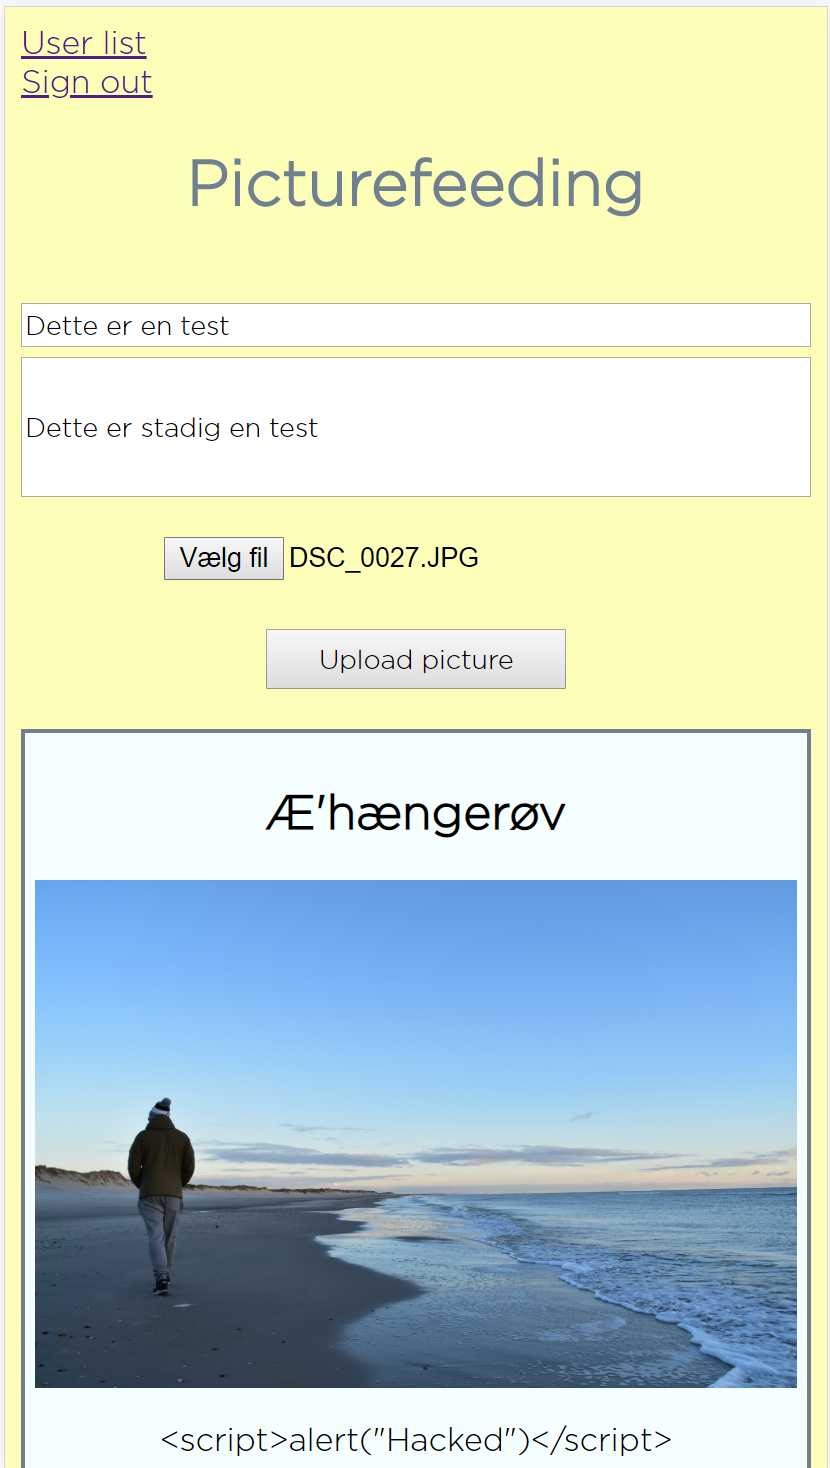 User list
Sign out
Picturefeeding
Dette er en test
Dette er stadig en test
Vælg fil DSC_0027.JPG
Upload picture
Æ'hængerøv
<script>alert("Hacked")</script>